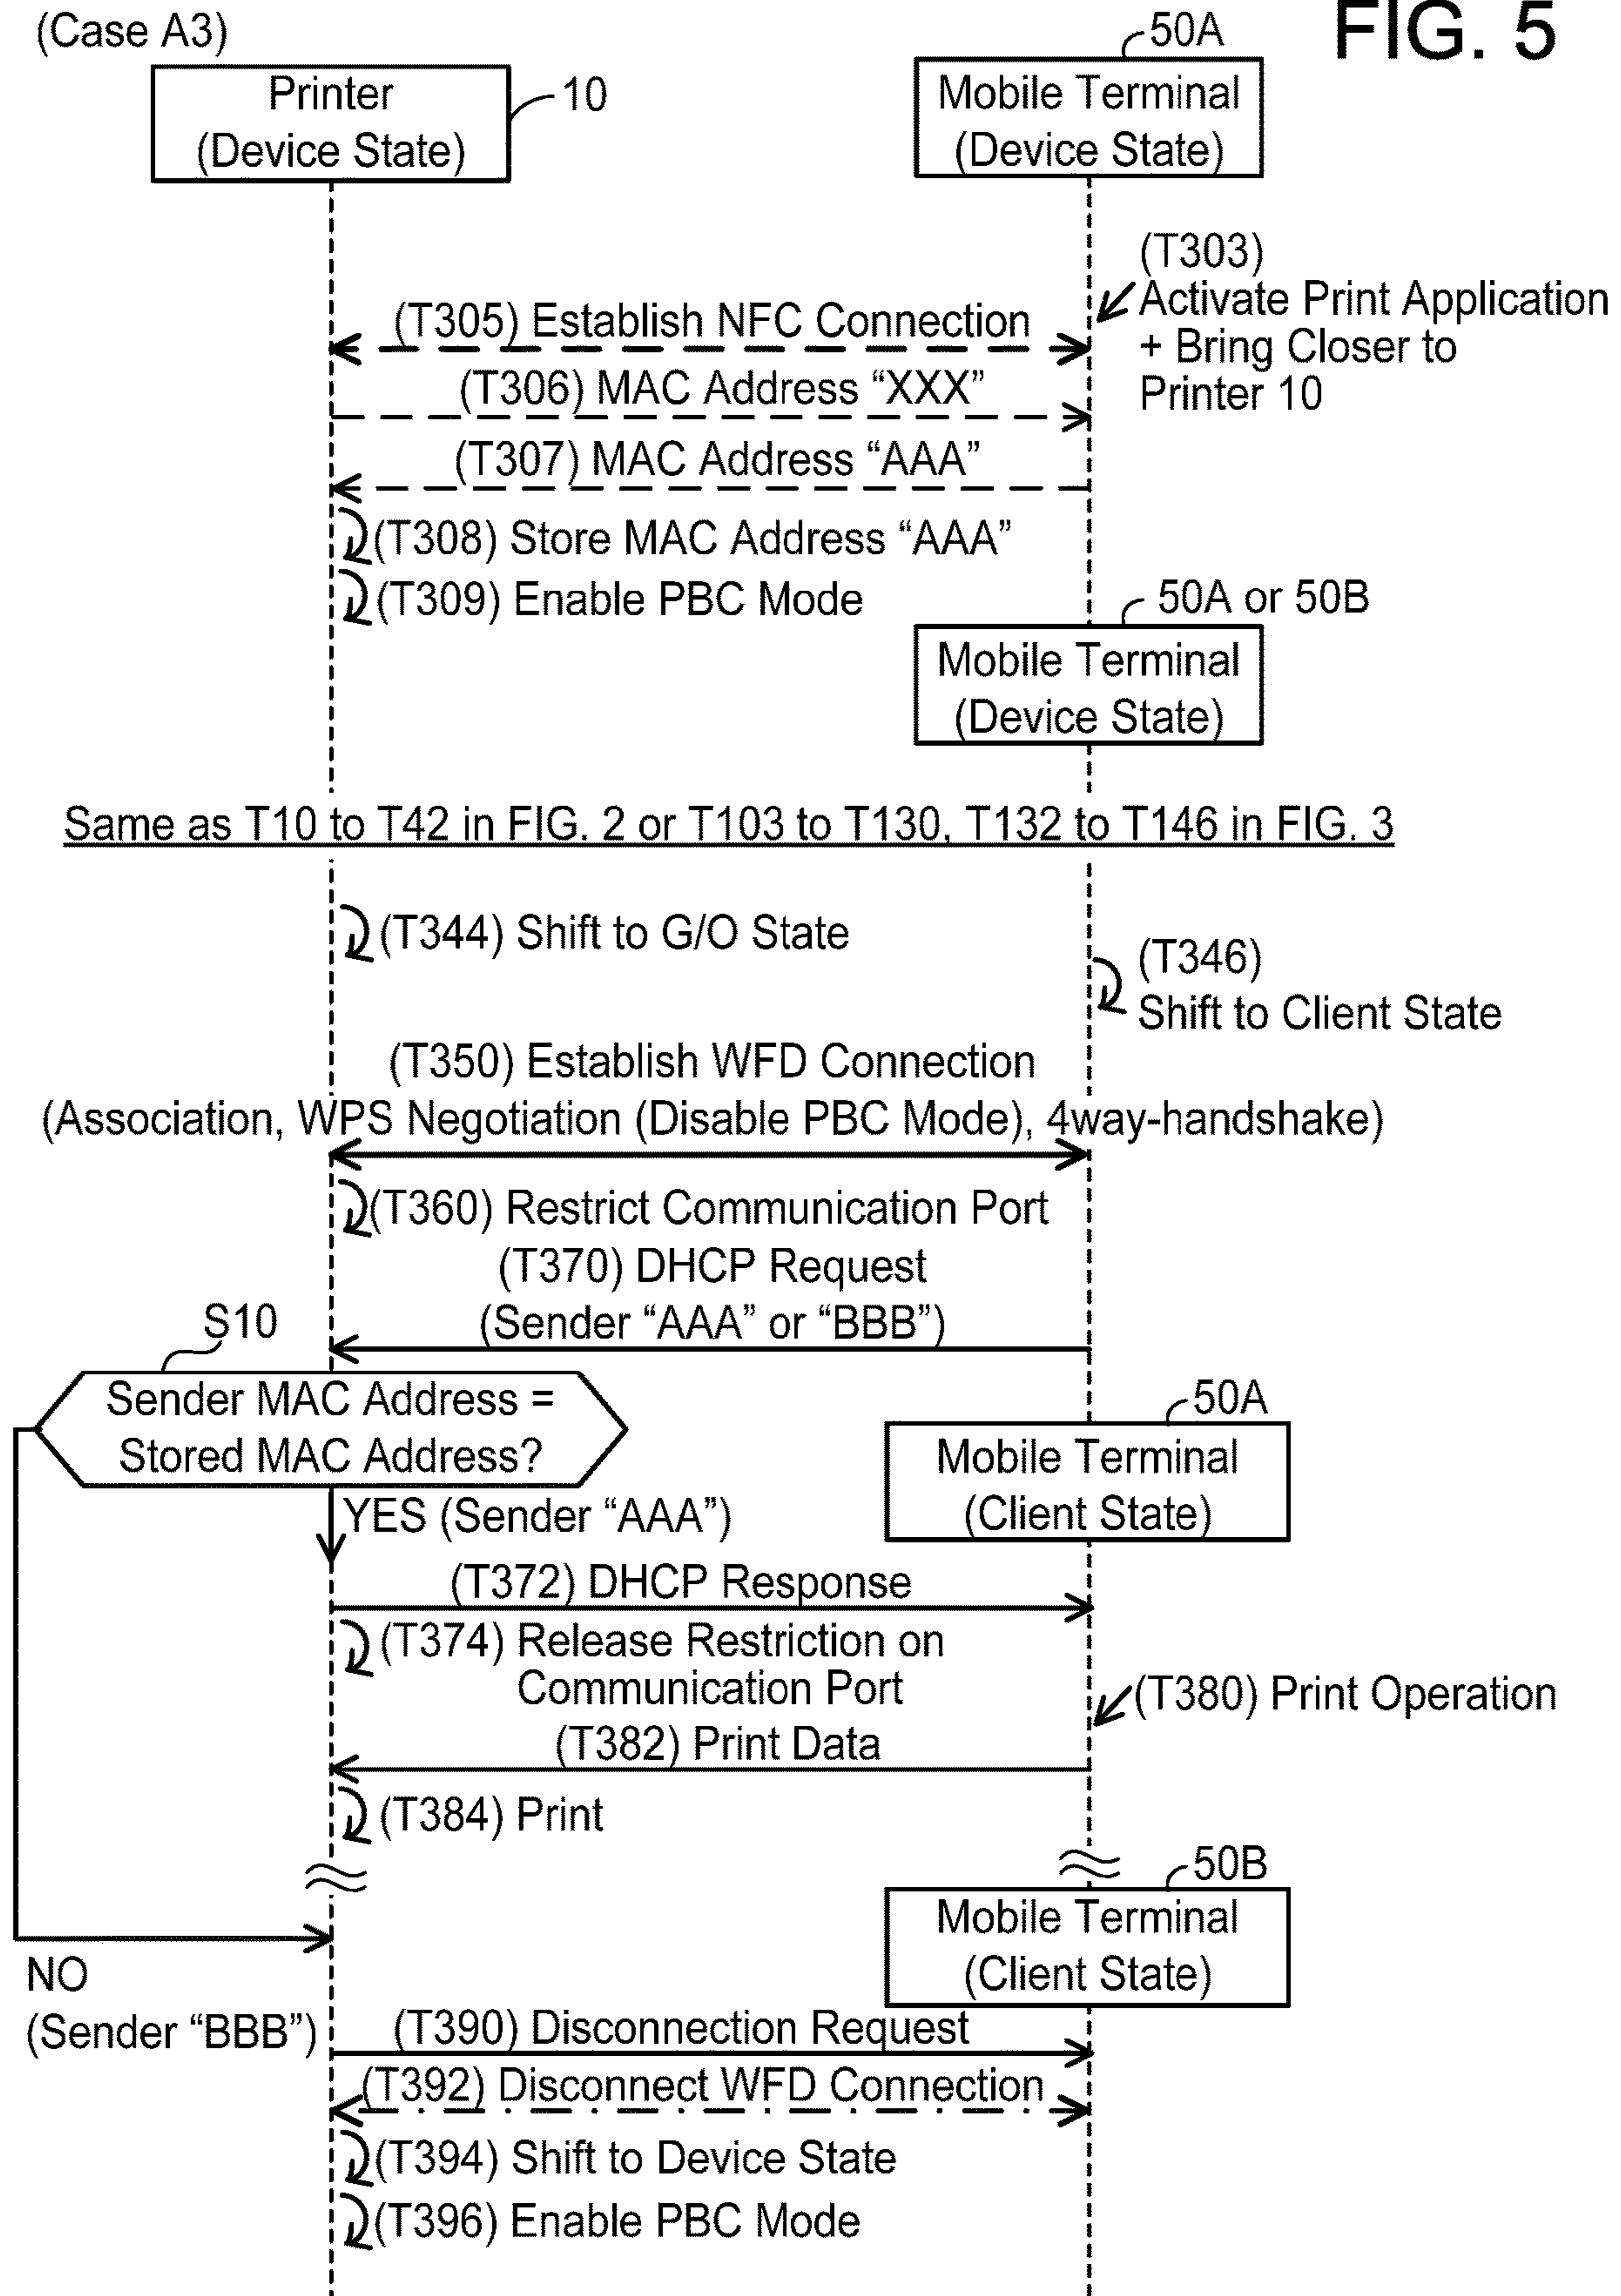 (Case A3)
FIG. 5
50A
Printer
(Device State)
10
Mobile Terminal
(Device State)
(T303)
Activate Print Application
+ Bring Closer to
Printer 10
(T305) Establish NFC Connection
(T306) MAC Address “XXX”
(T307) MAC Address “AAA”
(T308) Store MAC Address “AAA”
(T309) Enable PBC Mode
50A or 50B
Mobile Terminal
(Device State)
Same as T10 to T42 in FIG. 2 or T103 to T130, T132 to T146 in FIG. 3
(T344) Shift to G/O State
(T346)
Shift to Client State
(T350) Establish WFD Connection
(Association, WPS Negotiation (Disable PBC Mode), 4way-handshake)
(T360) Restrict Communication Port
(T370) DHCP Request
(Sender “AAA” or “BBB”)
S10
Sender MAC Address =
Stored MAC Address?
50A
Mobile Terminal
(Client State)
YES (Sender “AAA”)
(T372) DHCP Response
(T374) Release Restriction on
Communication Port
(T380) Print Operation
(T382) Print Data
(T384) Print
50B
Mobile Terminal
(Client State)
NO
(Sender “BBB”)
(T390) Disconnection Request
(T392) Disconnect WFD Connection
(T394) Shift to Device State
(T396) Enable PBC Mode